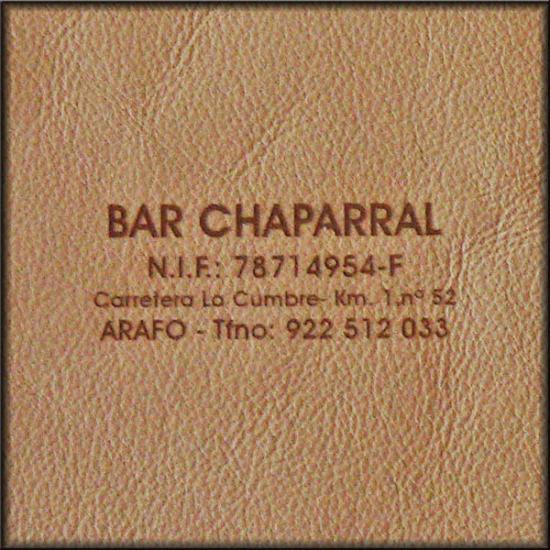 BAR CHAPARRAL
N.I.F.: 78714954-F
Carretera La Cumbre- Km. 1,nº 52
ARAFO - Tfno: 922 512 033